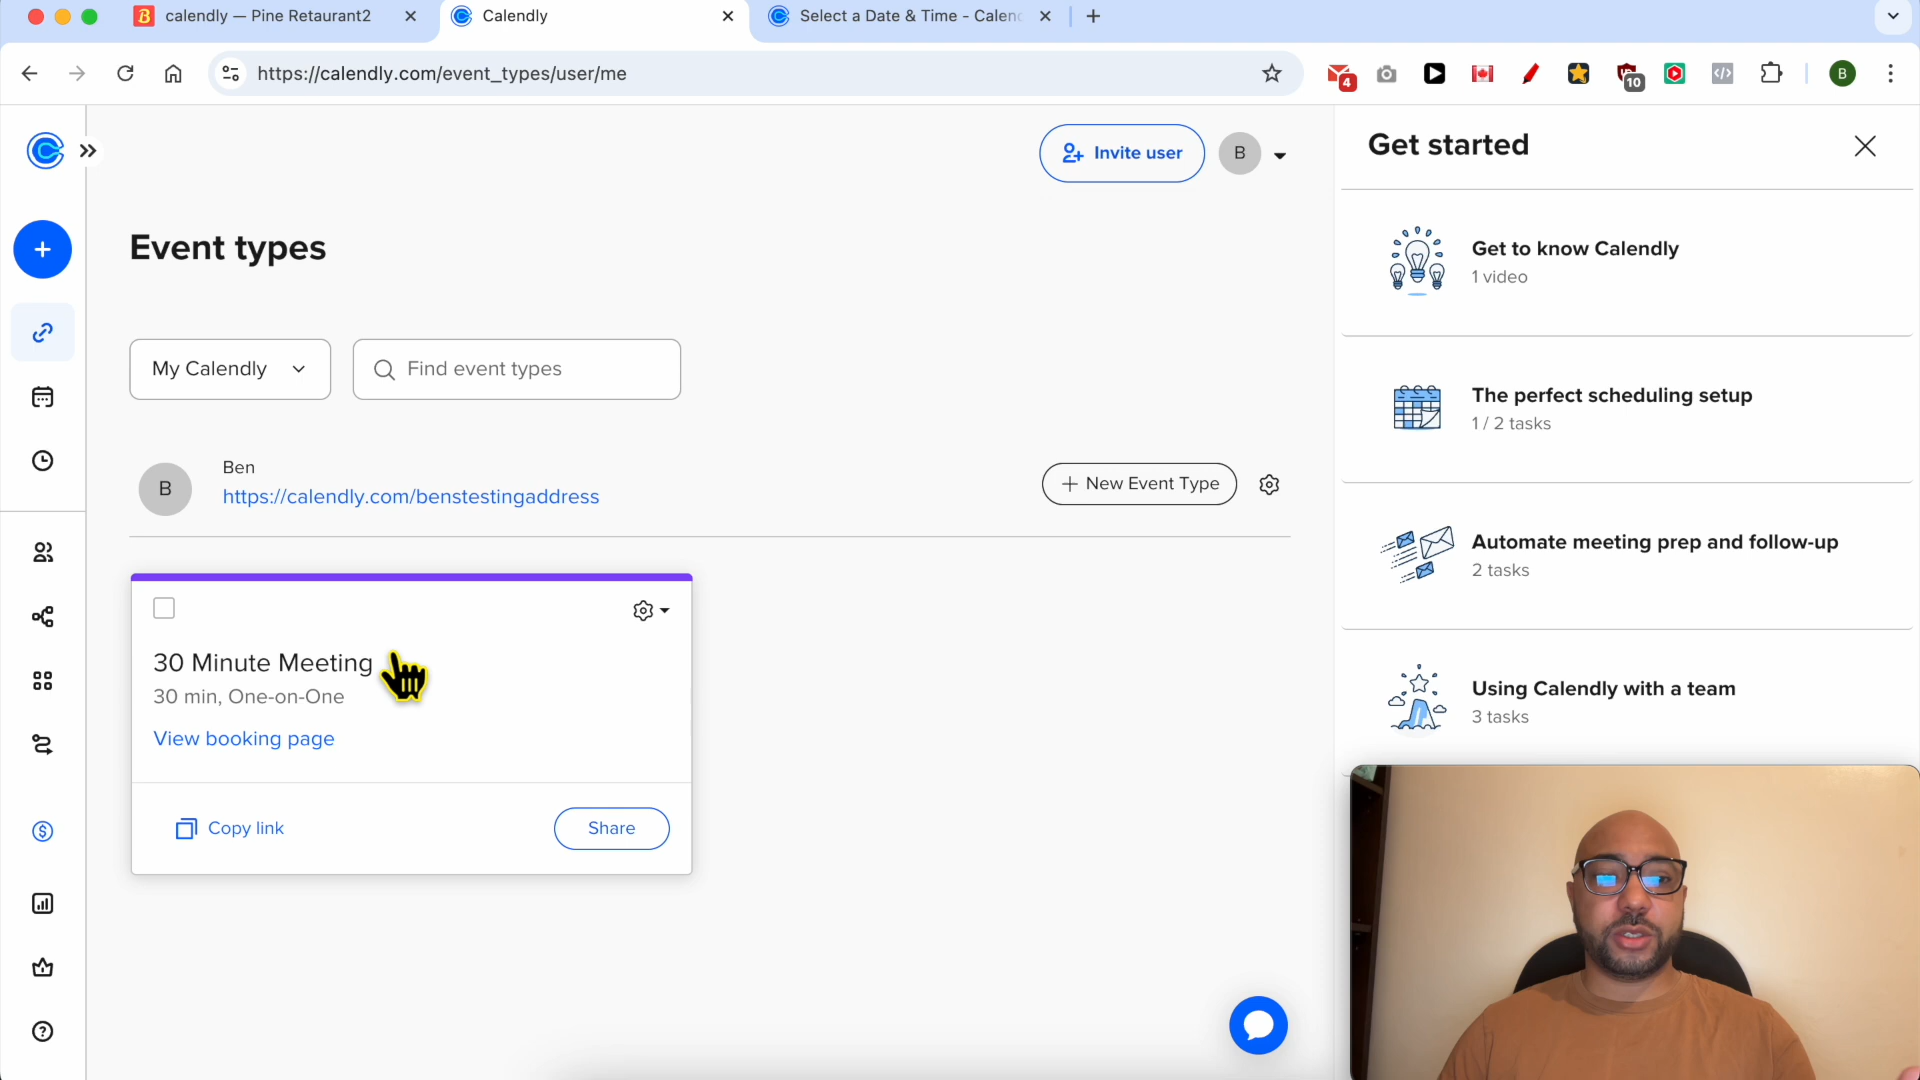 calendly — Pine Retaurant2
Calendly
Select a Date & Time - Calen
https://calendly.com/event_types/user/me
4
10
B
Invite user
B
Get started
Event types
Get to know Calendly
1 video
My Calendly
Find event types
The perfect scheduling setup
1 / 2 tasks
B
Ben
https://calendly.com/benstestingaddress
+ New Event Type
Automate meeting prep and follow-up
2 tasks
30 Minute Meeting
30 min, One-on-One
View booking page
Using Calendly with a team
3 tasks
Copy link
Share